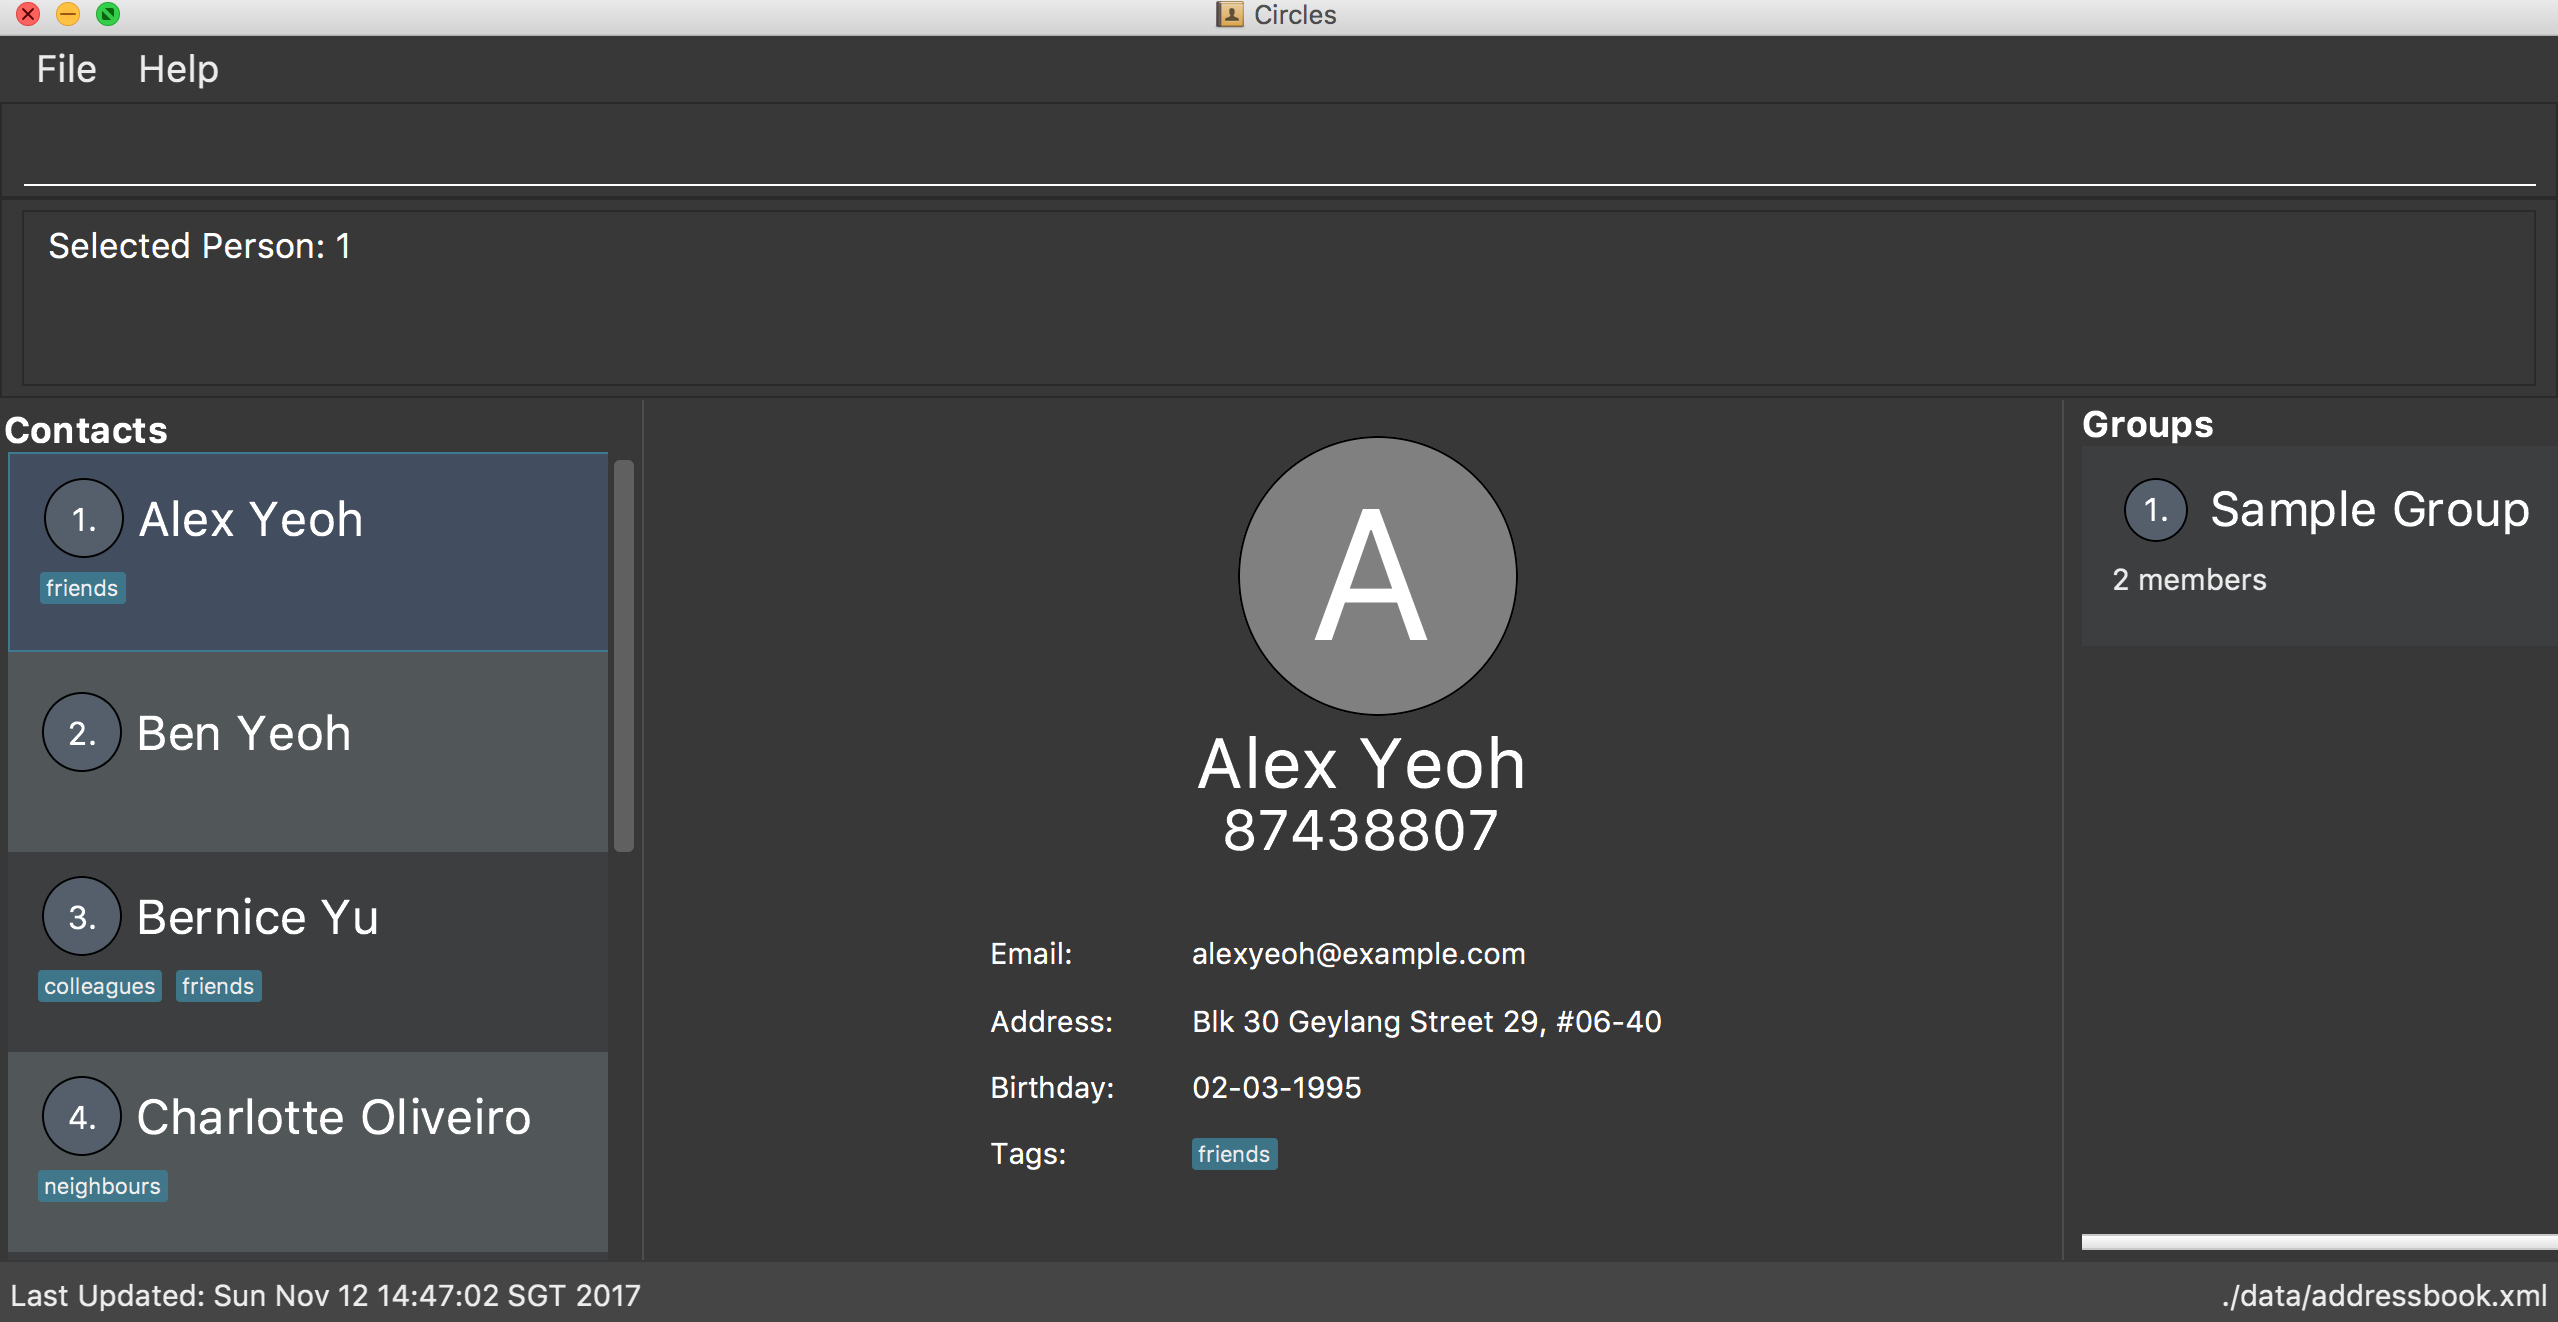 Circles
File Help
Selected Person: 1
Contacts
1. Alex Yeoh
friends
2. Ben Yeoh
3. Bernice Yu
colleagues friends
4. Charlotte Oliveiro
neighbours
A
Alex Yeoh
87438807
Email: alexyeoh@example.com
Address: Blk 30 Geylang Street 29, #06-40
Birthday: 02-03-1995
Tags: friends
Groups
1. Sample Group
2 members
Last Updated: Sun Nov 12 14:47:02 SGT 2017
./data/addressbook.xml